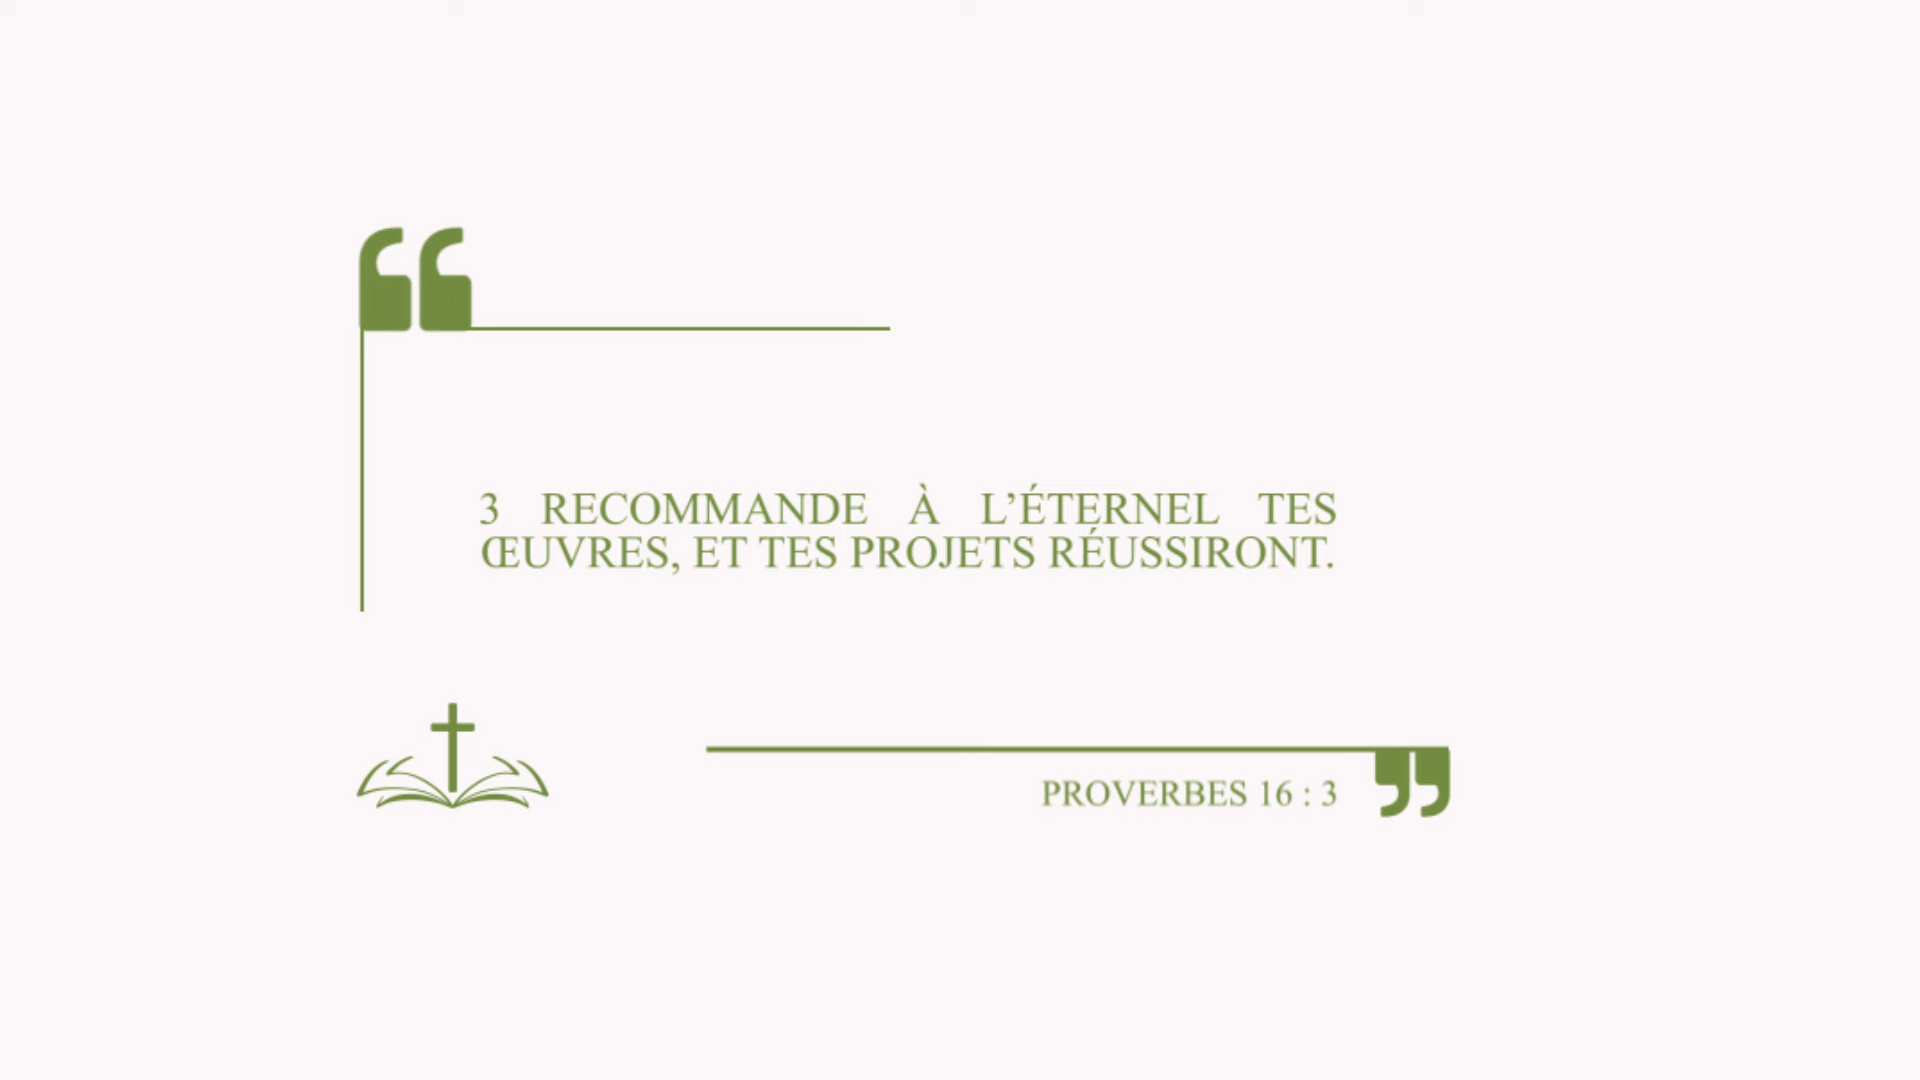 3 RECOMMANDE À L’ÉTERNEL TES
ŒUVRES, ET TES PROJETS RÉUSSIRONT.
PROVERBES 16 : 3